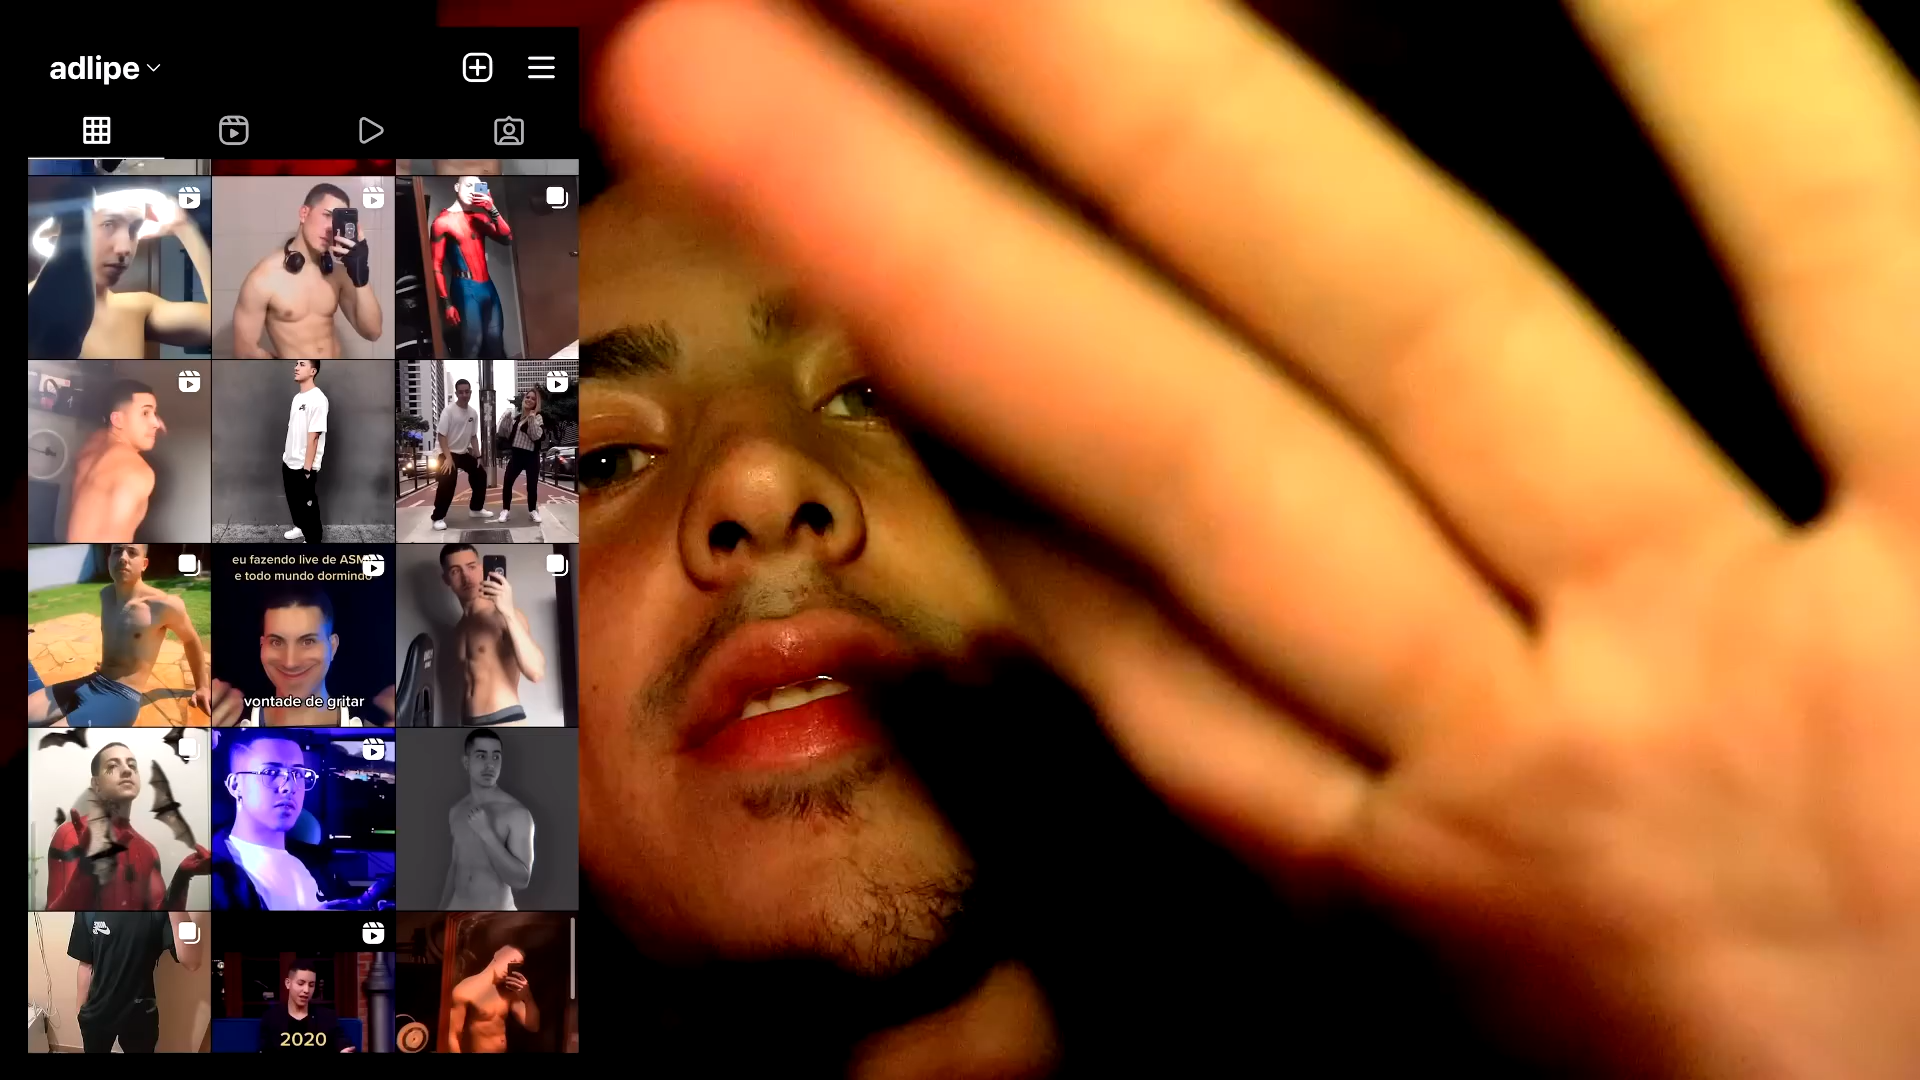 adlipe
eu fazendo live de ASM
e todo mundo dormindo
vontade de gritar
2020